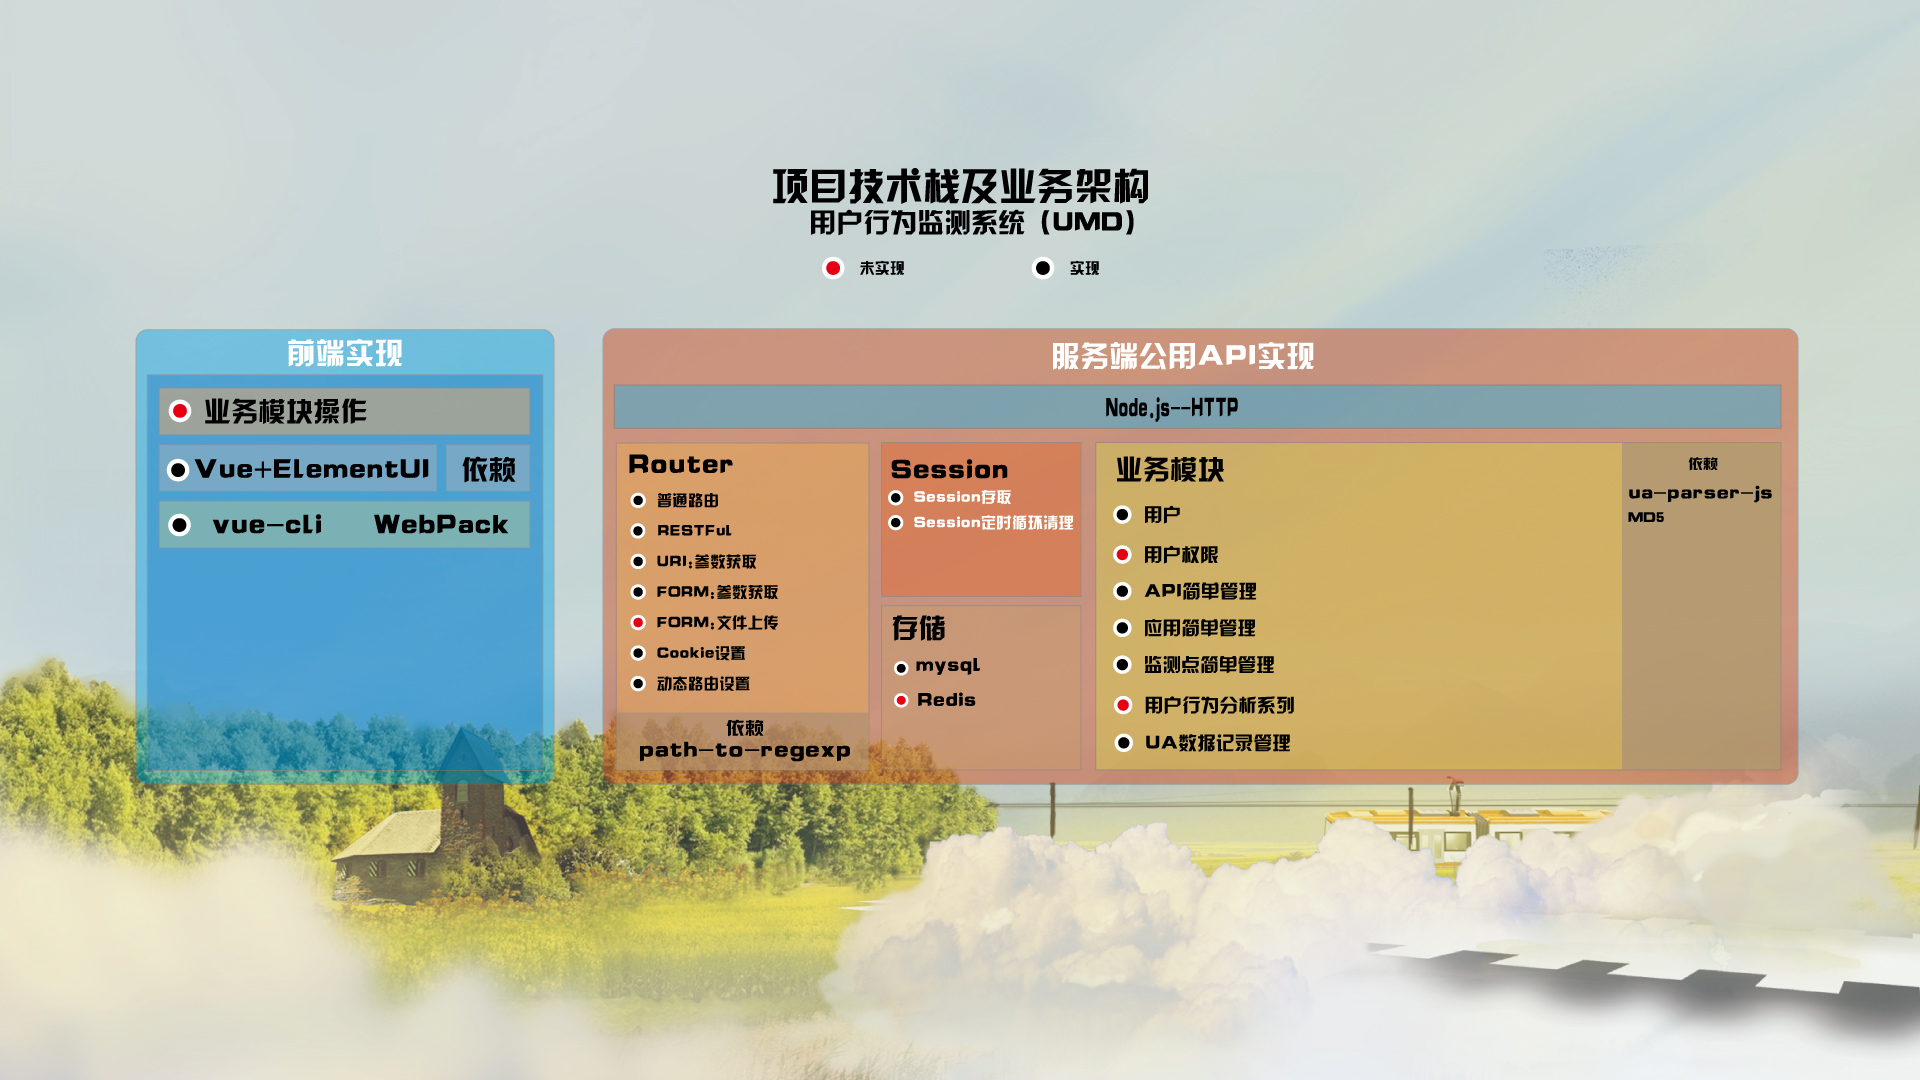 项目技术栈及业务架构
用户行为监测系统（UMD）
未实现
实现
前端实现
业务模块操作
Vue+ElementUI
依赖
vue-cli WebPack
服务端公用API实现
Node.js--HTTP
Router
普通路由
RESTFul
URI:参数获取
FORM:参数获取
FORM:文件上传
Cookie设置
动态路由设置
依赖
path-to-regexp
Session
Session存取
Session定时循环清理
存储
mysql
Redis
业务模块
用户
用户权限
API简单管理
应用简单管理
监测点简单管理
用户行为分析系列
UA数据记录管理
依赖
ua-parser-js
MD5